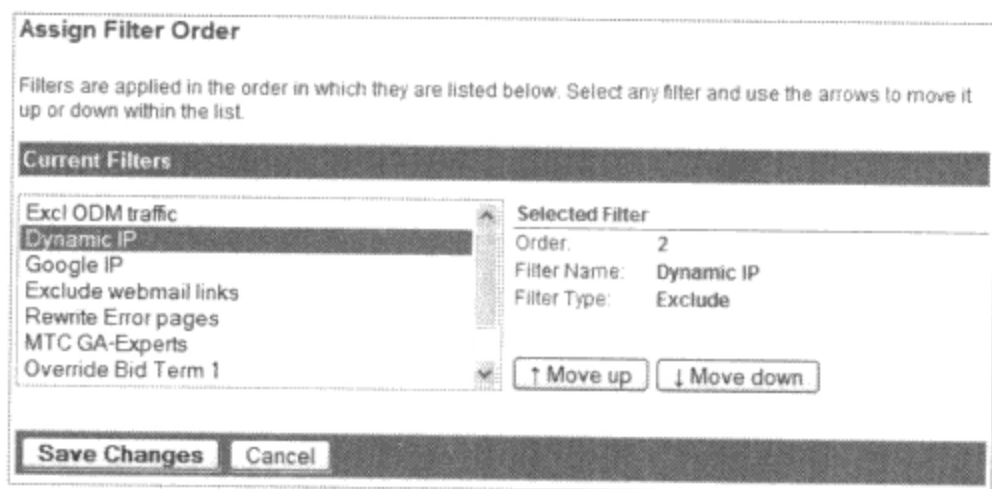 Assign Filter Order
Filters are applied in the order in which they are listed below. Select any filter and use the arrows to move it
up or down within the list.
Current Filters
Excl ODM traffic
Dynamic IP
Google IP
Exclude webmail links
Rewrite Error pages
MTC GA-Experts
Override Bid Term 1
Selected Filter
Order: 2
Filter Name: Dynamic IP
Filter Type: Exclude
↑ Move up ↓ Move down
Save Changes Cancel